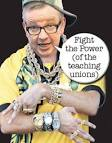 Fight
the Power
(of the
teaching
unions)